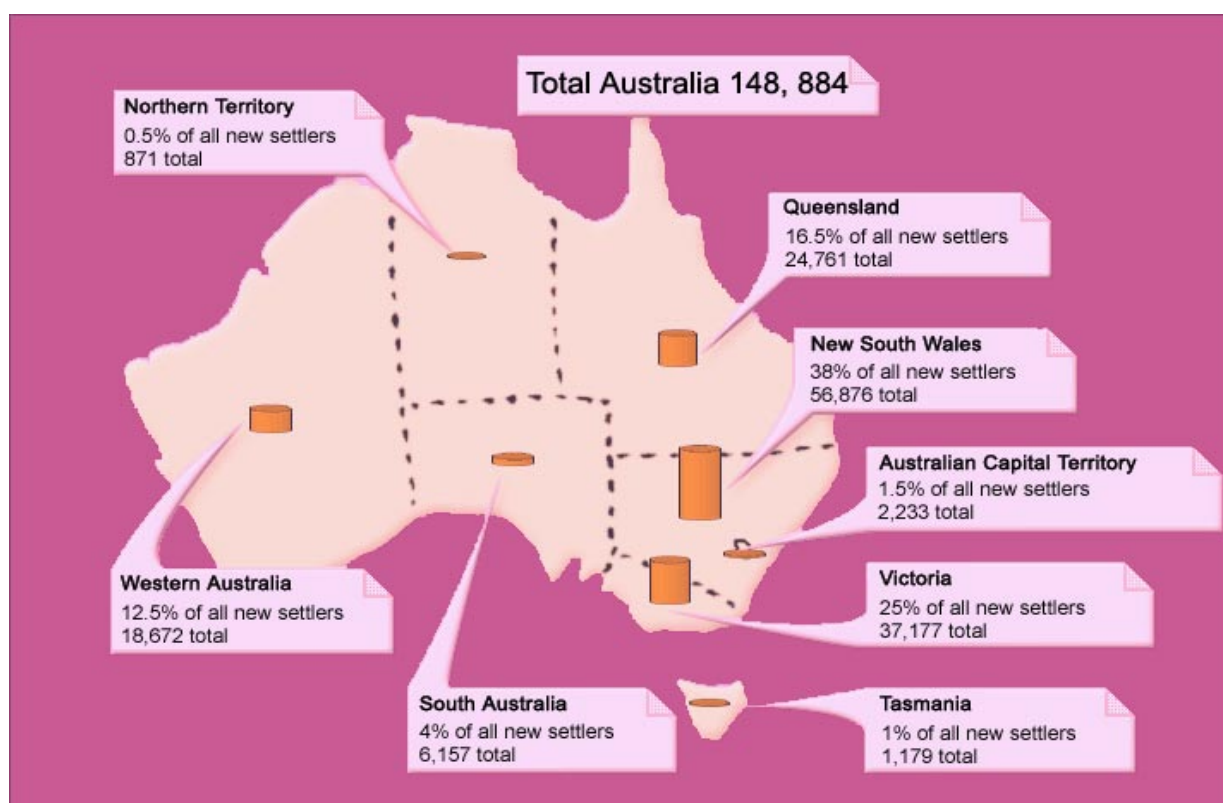 Total Australia 148, 884
Northern Territory
0.5% of all new settlers
871 total
Queensland
16.5% of all new settlers
24,761 total
New South Wales
38% of all new settlers
56,876 total
Australian Capital Territory
1.5% of all new settlers
2,233 total
Western Australia
12.5% of all new settlers
18,672 total
Victoria
25% of all new settlers
37,177 total
South Australia
4% of all new settlers
6,157 total
Tasmania
1% of all new settlers
1,179 total